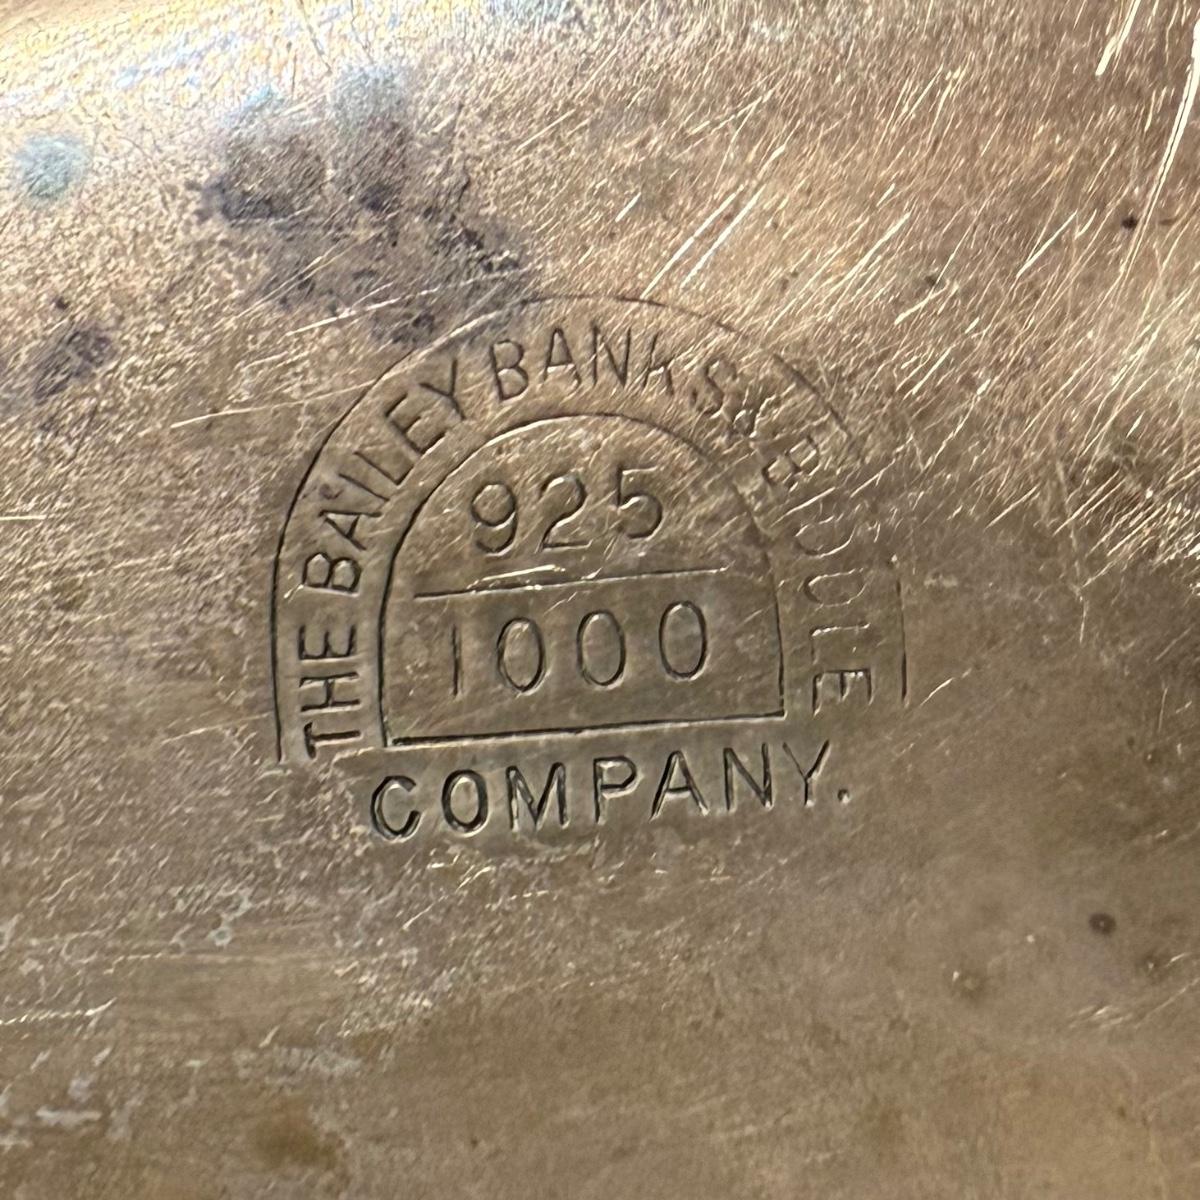 THE BAILEY BANKS & BIDDLE
925
1000
COMPANY.